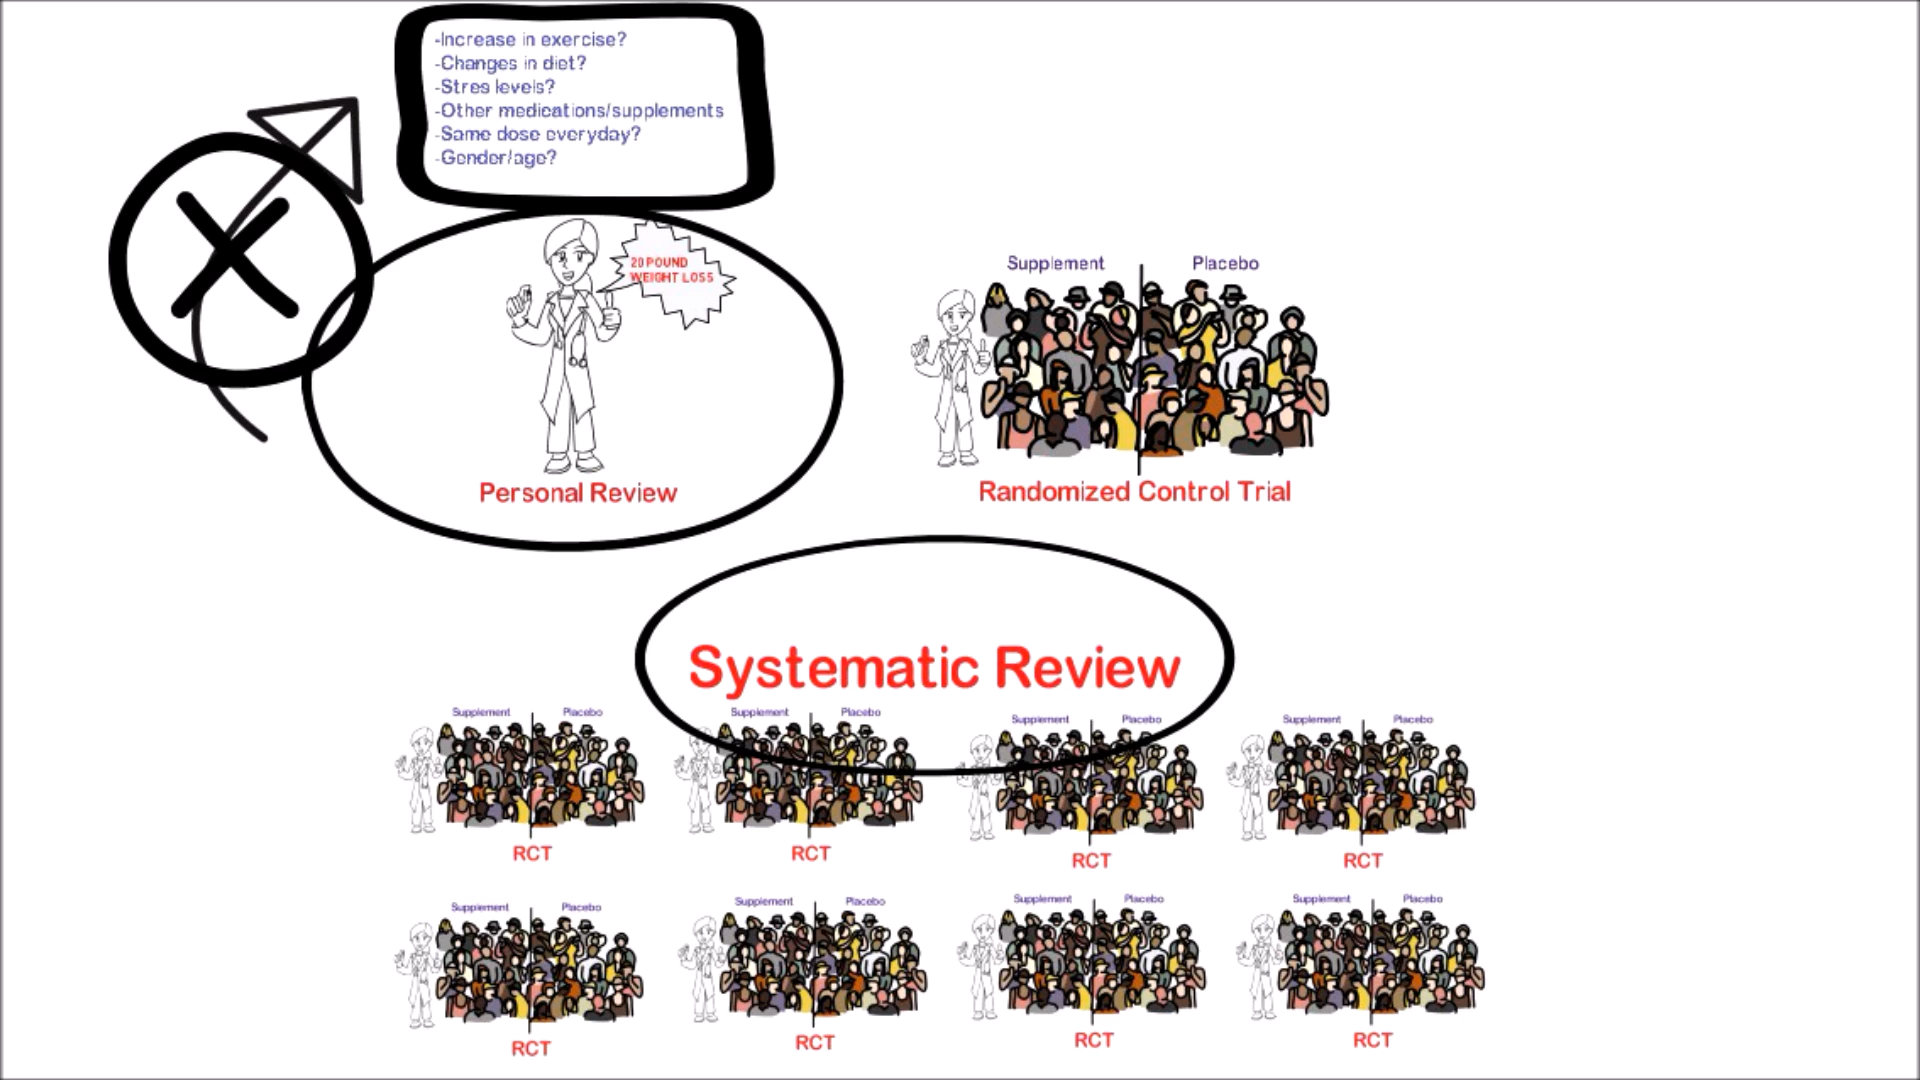 -Increase in exercise?
-Changes in diet?
-Stres levels?
-Other medications/supplements
-Same dose everyday?
-Gender/age?
20 POUND
WEIGHT LOSS
Personal Review
Supplement Placebo
Randomized Control Trial
Systematic Review
Supplement Placebo
RCT
Supplement Placebo
RCT
Supplement Placebo
RCT
Supplement Placebo
RCT
Supplement Placebo
RCT
Supplement Placebo
RCT
Supplement Placebo
RCT
Supplement Placebo
RCT